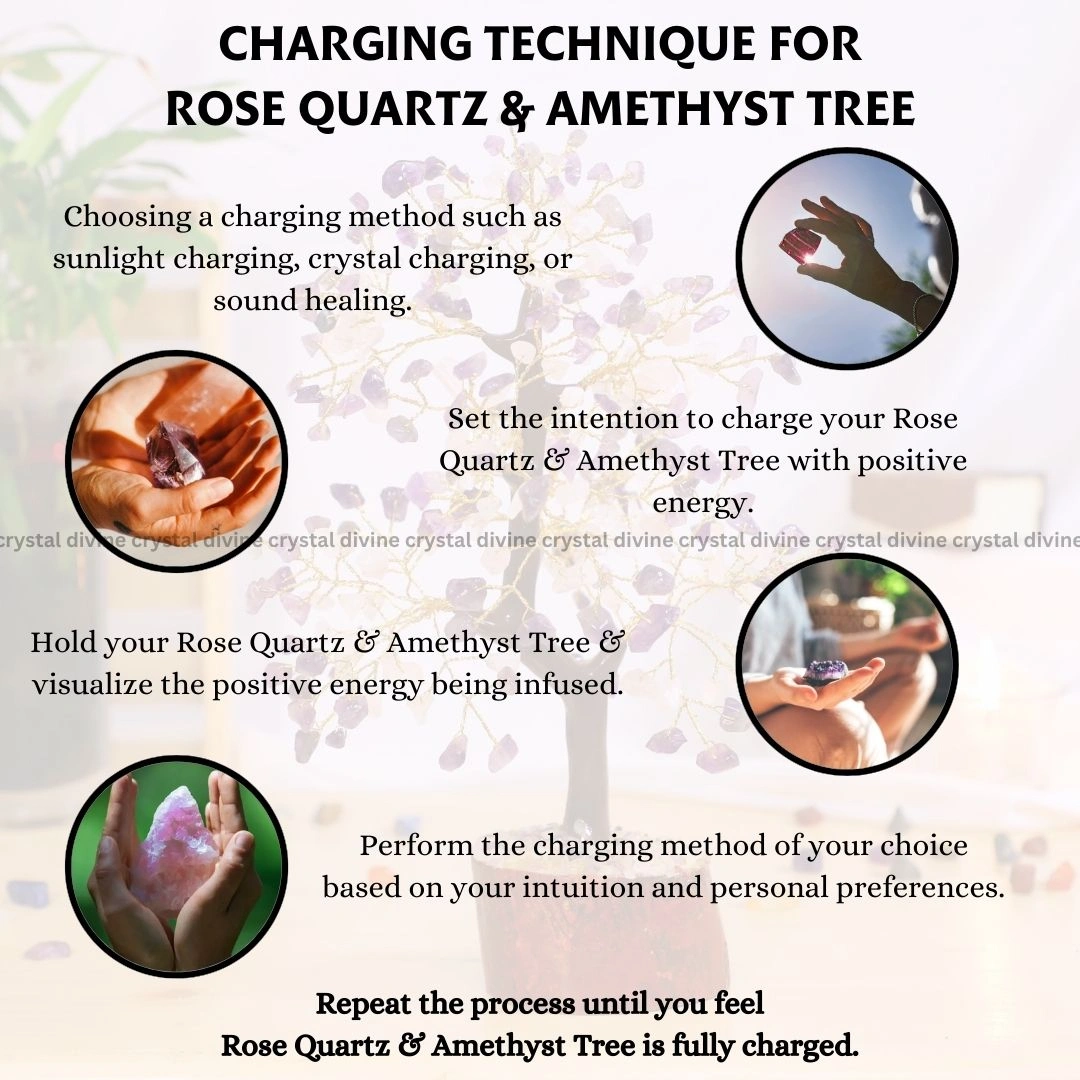 CHARGING TECHNIQUE FOR
ROSE QUARTZ & AMETHYST TREE
Choosing a charging method such as
sunlight charging, crystal charging, or
sound healing.
Set the intention to charge your Rose
Quartz & Amethyst Tree with positive
energy.
crystal divine crystal divine crystal divine crystal divine crystal divine crystal divine crystal divine crystal divine
Hold your Rose Quartz & Amethyst Tree &
visualize the positive energy being infused.
Perform the charging method of your choice
based on your intuition and personal preferences.
Repeat the process until you feel
Rose Quartz & Amethyst Tree is fully charged.